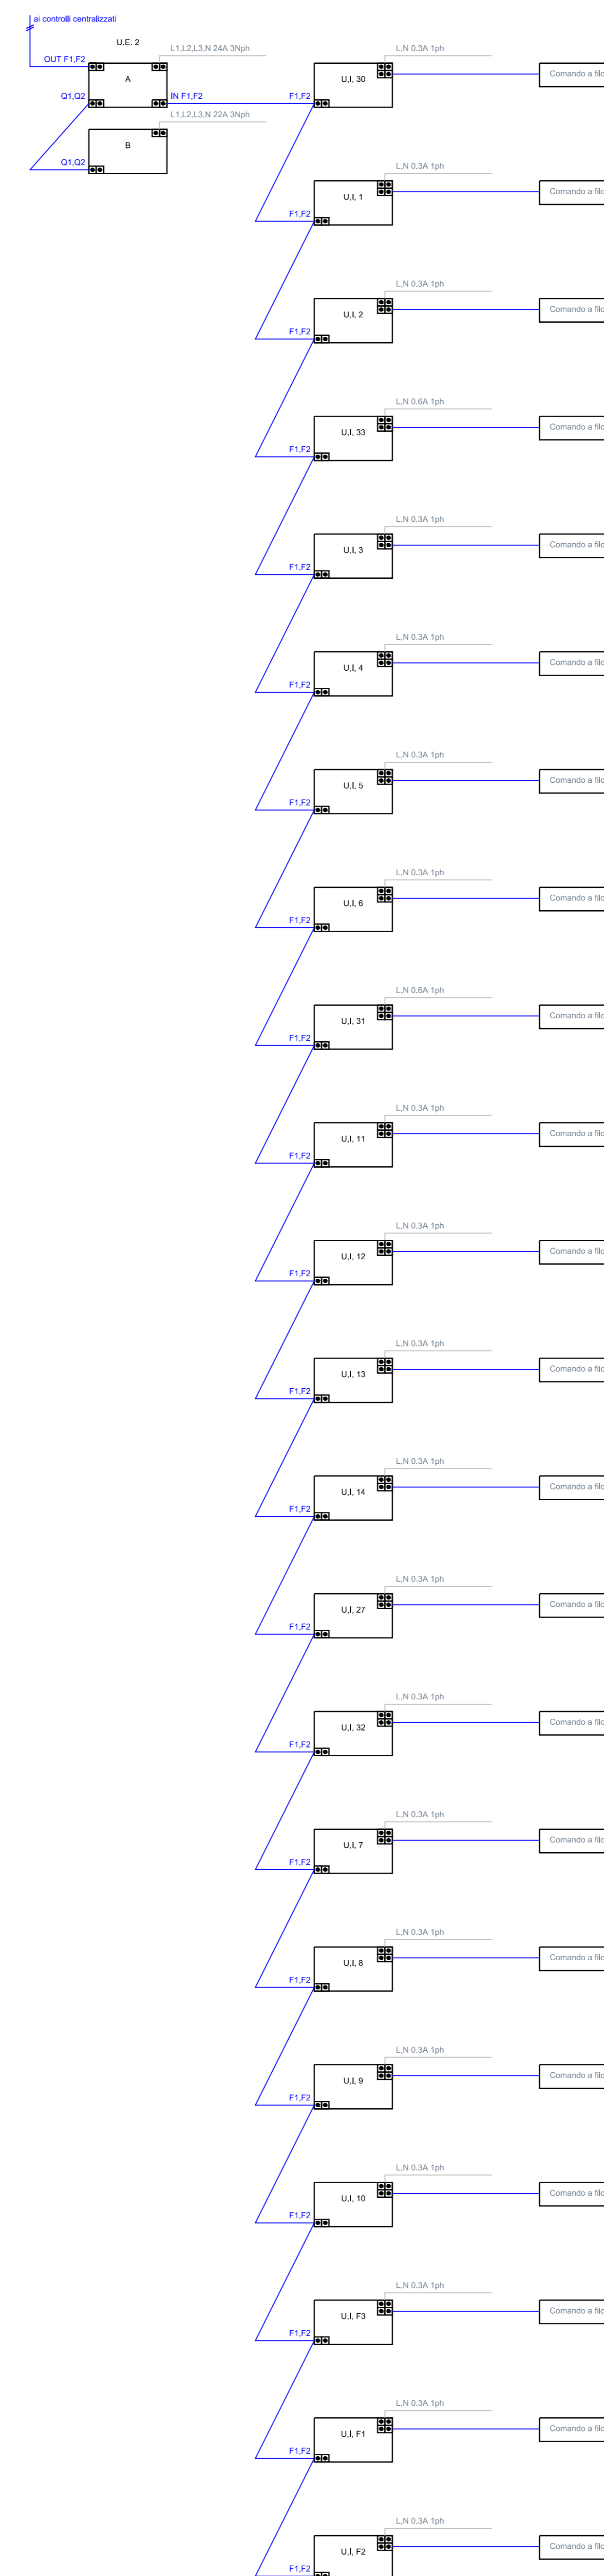 ai controlli centralizzati
U.E. 2
L1,L2,L3,N 24A 3Nph
OUT F1,F2
A
Q1,Q2
IN F1,F2
L1,L2,L3,N 22A 3Nph
B
Q1,Q2
L,N 0.3A 1ph
U.I. 30
Comando a filo
F1,F2
L,N 0.3A 1ph
U.I. 1
Comando a filo
F1,F2
L,N 0.3A 1ph
U.I. 2
Comando a filo
F1,F2
L,N 0.6A 1ph
U.I. 33
Comando a filo
F1,F2
L,N 0.3A 1ph
U.I. 3
Comando a filo
F1,F2
L,N 0.3A 1ph
U.I. 4
Comando a filo
F1,F2
L,N 0.3A 1ph
U.I. 5
Comando a filo
F1,F2
L,N 0.3A 1ph
U.I. 6
Comando a filo
F1,F2
L,N 0.6A 1ph
U.I. 31
Comando a filo
F1,F2
L,N 0.3A 1ph
U.I. 11
Comando a filo
F1,F2
L,N 0.3A 1ph
U.I. 12
Comando a filo
F1,F2
L,N 0.3A 1ph
U.I. 13
Comando a filo
F1,F2
L,N 0.3A 1ph
U.I. 14
Comando a filo
F1,F2
L,N 0.3A 1ph
U.I. 27
Comando a filo
F1,F2
L,N 0.3A 1ph
U.I. 32
Comando a filo
F1,F2
L,N 0.3A 1ph
U.I. 7
Comando a filo
F1,F2
L,N 0.3A 1ph
U.I. 8
Comando a filo
F1,F2
L,N 0.3A 1ph
U.I. 9
Comando a filo
F1,F2
L,N 0.3A 1ph
U.I. 10
Comando a filo
F1,F2
L,N 0.3A 1ph
U.I. F3
Comando a filo
F1,F2
L,N 0.3A 1ph
U.I. F1
Comando a filo
F1,F2
L,N 0.3A 1ph
U.I. F2
Comando a filo
F1,F2